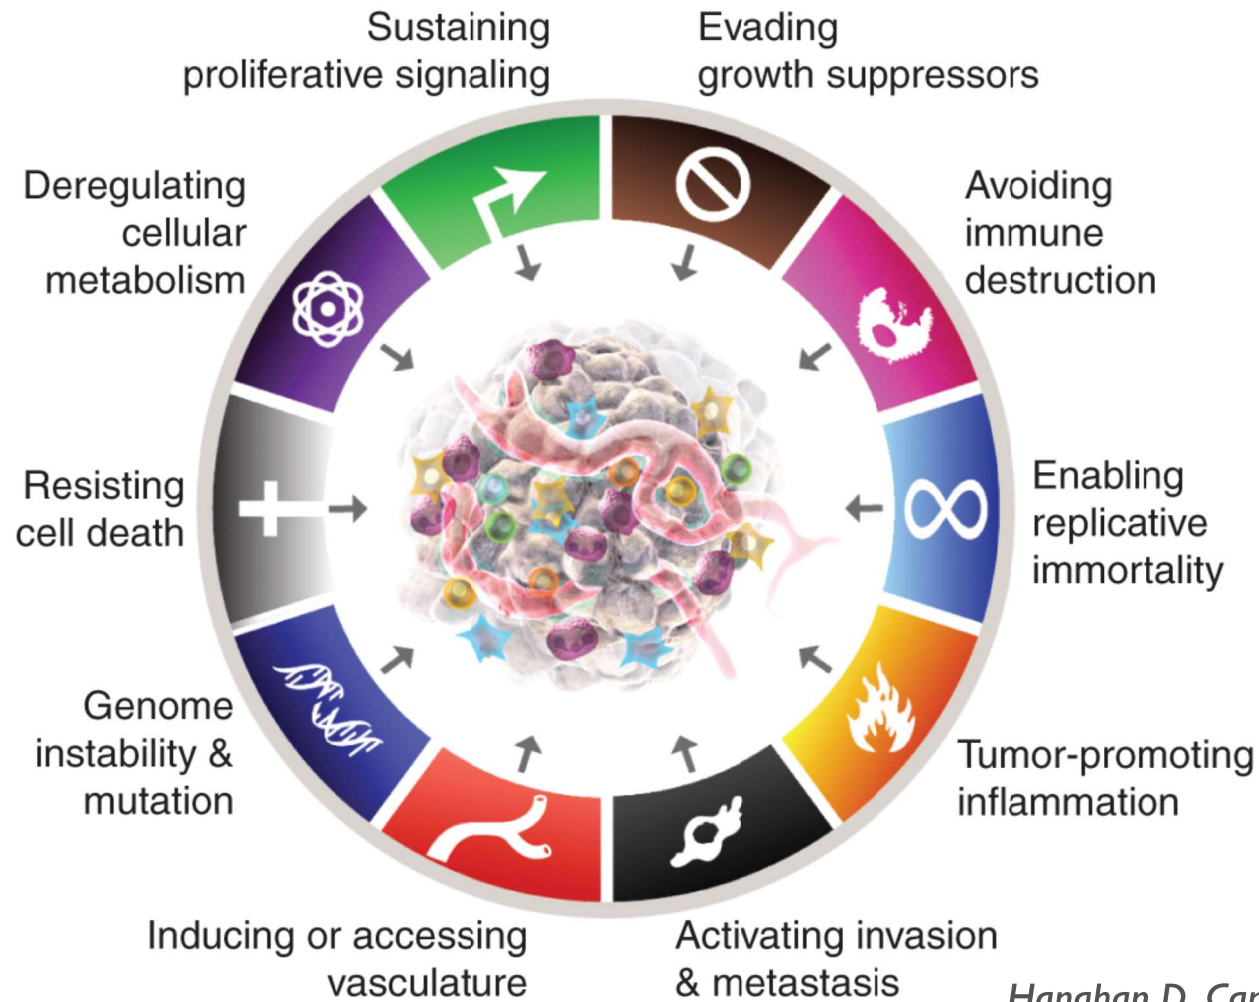 Sustaining
proliferative signaling
Evading
growth suppressors
Deregulating
cellular
metabolism
Avoiding
immune
destruction
Resisting
cell death
Enabling
replicative
immortality
Genome
instability &
mutation
Tumor-promoting
inflammation
Inducing or accessing
vasculature
Activating invasion
& metastasis
Hanahan D, Can